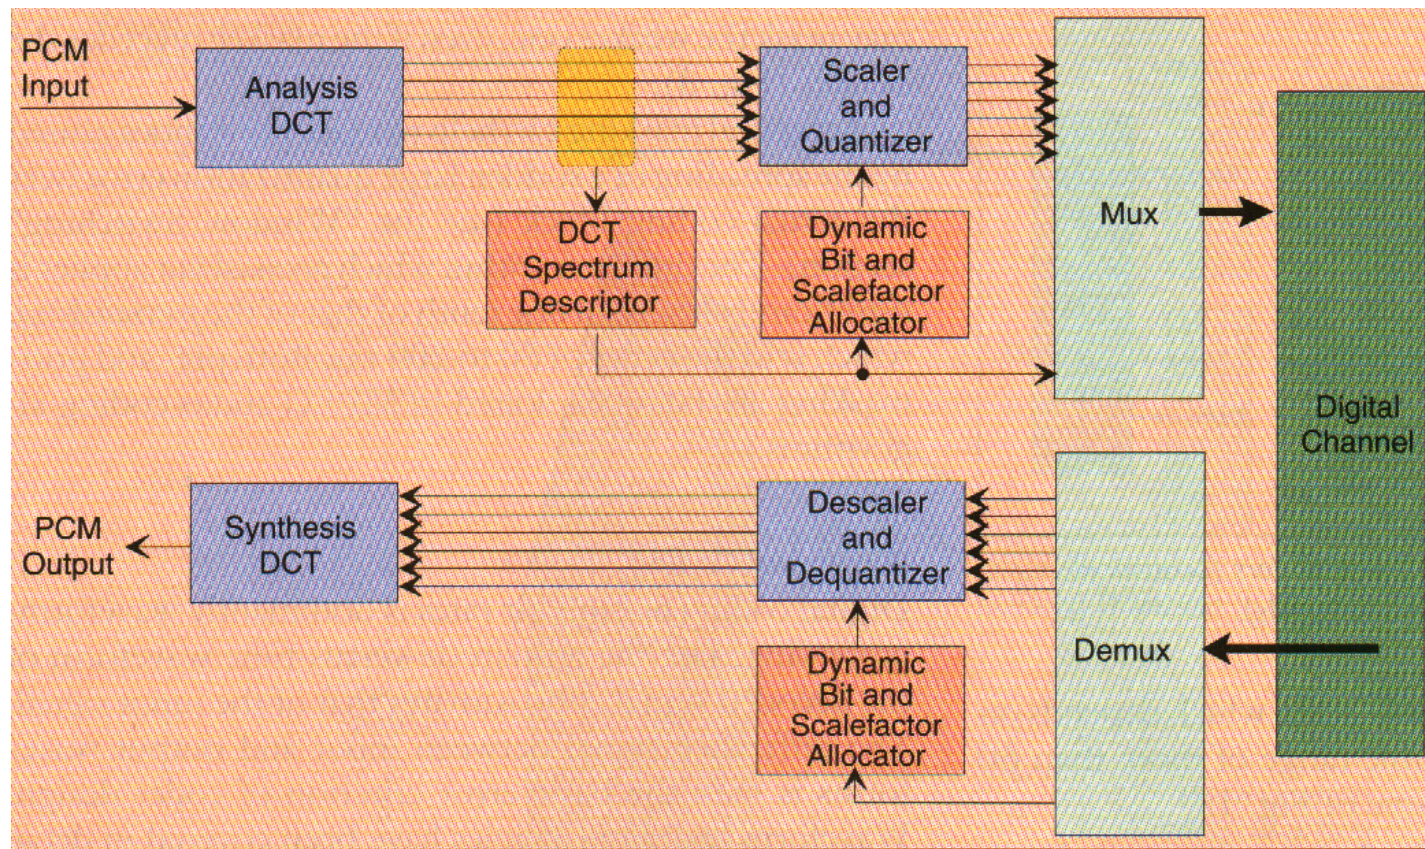 PCM
Input
Analysis
DCT
Scaler
and
Quantizer
Mux
DCT
Spectrum
Descriptor
Dynamic
Bit and
Scalefactor
Allocator
Digital
Channel
PCM
Output
Synthesis
DCT
Descaler
and
Dequantizer
Demux
Dynamic
Bit and
Scalefactor
Allocator